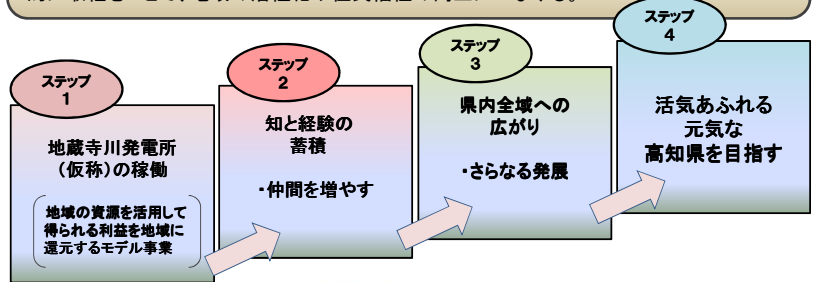 ステップ
1
地蔵寺川発電所
(仮称)の稼働
地域の資源を活用して
得られる利益を地域に
還元するモデル事業
ステップ
2
知と経験の
蓄積
・仲間を増やす
ステップ
3
県内全域への
広がり
・さらなる発展
ステップ
4
活気あふれる
元気な
高知県を目指す